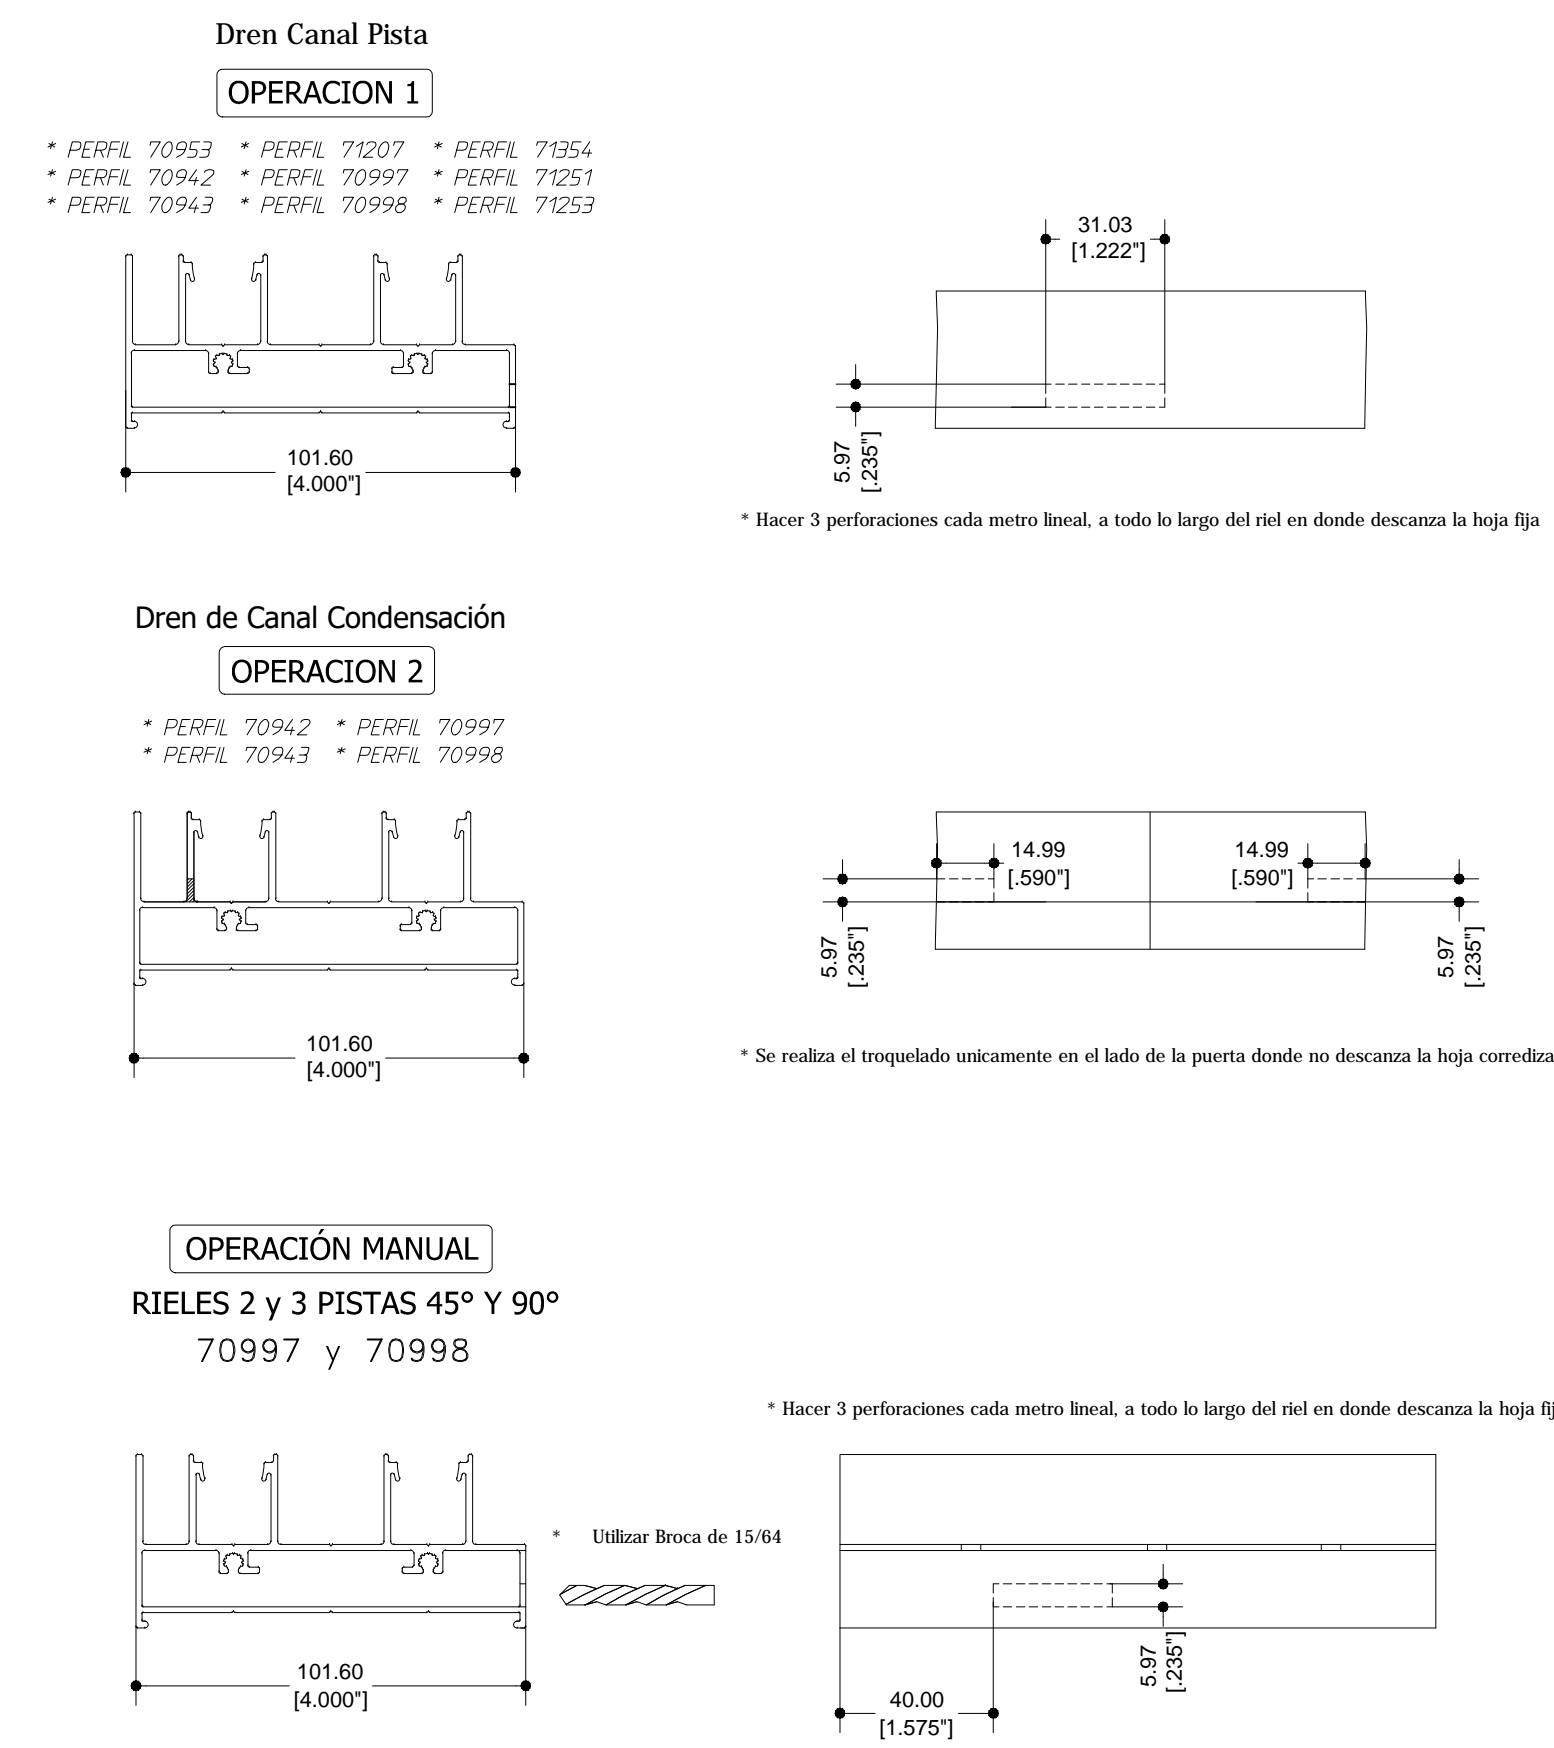 Dren Canal Pista
OPERACION 1
* PERFIL 70953 * PERFIL 71207 * PERFIL 71354
* PERFIL 70942 * PERFIL 70997 * PERFIL 71251
* PERFIL 70943 * PERFIL 70998 * PERFIL 71253
31.03
[1.222"]
5.97
[.235"]
101.60
[4.000"]
* Hacer 3 perforaciones cada metro lineal, a todo lo largo del riel en donde descanza la hoja fija
Dren de Canal Condensación
OPERACION 2
* PERFIL 70942 * PERFIL 70997
* PERFIL 70943 * PERFIL 70998
14.99
[.590"]
14.99
[.590"]
5.97
[.235"]
5.97
[.235"]
101.60
[4.000"]
* Se realiza el troquelado unicamente en el lado de la puerta donde no descanza la hoja corrediza
OPERACIÓN MANUAL
RIELES 2 y 3 PISTAS 45° Y 90°
70997 y 70998
* Hacer 3 perforaciones cada metro lineal, a todo lo largo del riel en donde descanza la hoja fij
* Utilizar Broca de 15/64
5.97
[.235"]
101.60
[4.000"]
40.00
[1.575"]